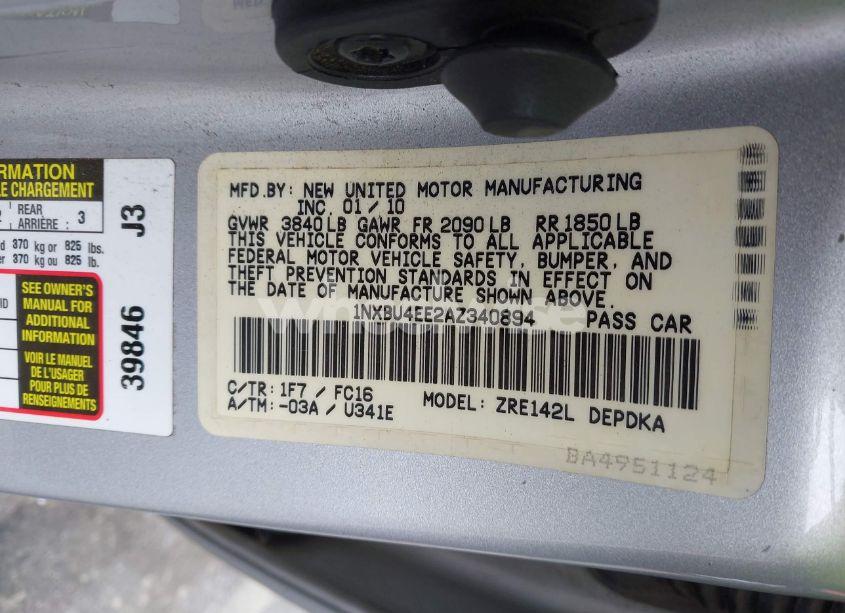 ORMATION
LE CHARGEMENT
2 REAR ARRIÈRE : 3
d 370 kg or 825 lbs.
er 370 kg ou 825 lb.
ID
SEE OWNER'S
MANUAL FOR
ADDITIONAL
INFORMATION
VOIR LE MANUEL
DE L'USAGER
POUR PLUS DE
RENSEIGNEMENTS
39846 J3
MFD.BY: NEW UNITED MOTOR MANUFACTURING
INC. 01 / 10
GVWR 3840 LB GAWR FR 2090 LB RR 1850 LB
THIS VEHICLE CONFORMS TO ALL APPLICABLE
FEDERAL MOTOR VEHICLE SAFETY, BUMPER, AND
THEFT PREVENTION STANDARDS IN EFFECT ON
THE DATE OF MANUFACTURE SHOWN ABOVE.
1NXBU4EE2AZ340894 PASS CAR
C/TR: 1F7 / FC16
A/TM: -03A / U341E MODEL: ZRE142L DEPDKA
BA4951124